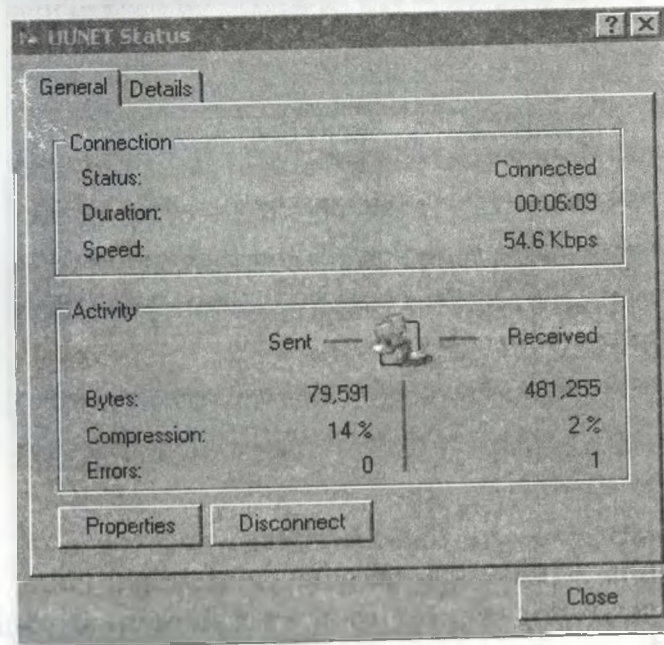 UUNET Status
? X
General Details
Connection
Status: Connected
Duration: 00:06:09
Speed: 54.6 Kbps
Activity
Sent Received
Bytes: 79,591 481,255
Compression: 14 % 2 %
Errors: 0 1
Properties Disconnect
Close